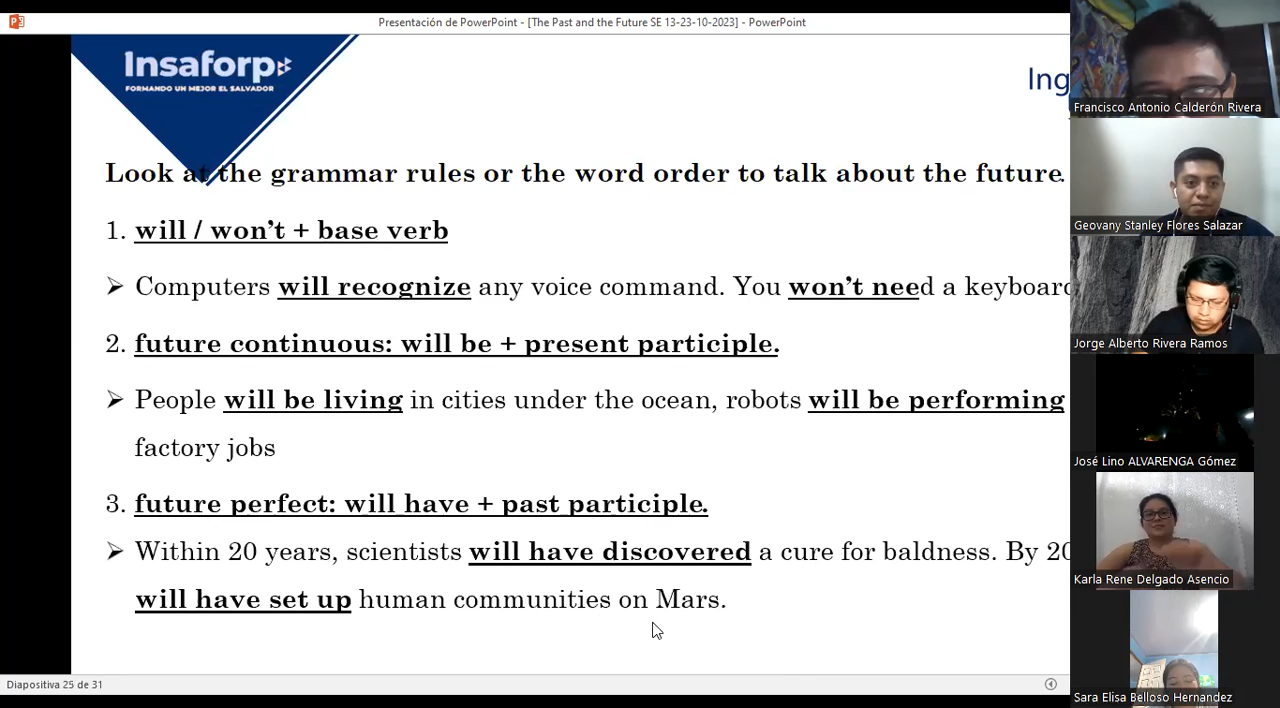 Presentación de PowerPoint - [The Past and the Future SE 13-23-10-2023] - PowerPoint
Insaforp
FORMANDO UN MEJOR EL SALVADOR
Ing
Look at the grammar rules or the word order to talk about the future.
1. will / won't + base verb
➢ Computers will recognize any voice command. You won't need a keyboard
2. future continuous: will be + present participle.
➢ People will be living in cities under the ocean, robots will be performing
factory jobs
3. future perfect: will have + past participle.
➢ Within 20 years, scientists will have discovered a cure for baldness. By 20
will have set up human communities on Mars.
Diapositiva 25 de 31
Francisco Antonio Calderón Rivera
Geovany Stanley Flores Salazar
Jorge Alberto Rivera Ramos
José Lino ALVARENGA Gómez
Karla Rene Delgado Asencio
Sara Elisa Belloso Hernandez